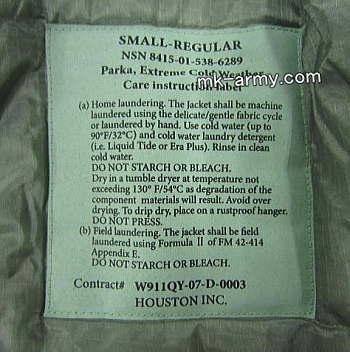 SMALL-REGULAR
NSN 8415-01-538-6289
mk-army.com
Parka, Extreme Cold Weather
Care instruction label
(a) Home laundering. The Jacket shall be machine
laundered using the delicate/gentle fabric cycle
or laundered by hand. Use cold water (up to
90°F/32°C) and cold water laundry detergent
(i.e. Liquid Tide or Era Plus). Rinse in clean
cold water.
DO NOT STARCH OR BLEACH.
Dry in a tumble dryer at temperature not
exceeding 130° F/54°C as degradation of the
component materials will result. Avoid over
drying. To drip dry, place on a rustproof hanger.
DO NOT PRESS.
(b) Field laundering. The jacket shall be field
laundered using Formula II of FM 42-414
Appendix E.
DO NOT STARCH OR BLEACH.
Contract# W911QY-07-D-0003
HOUSTON INC.